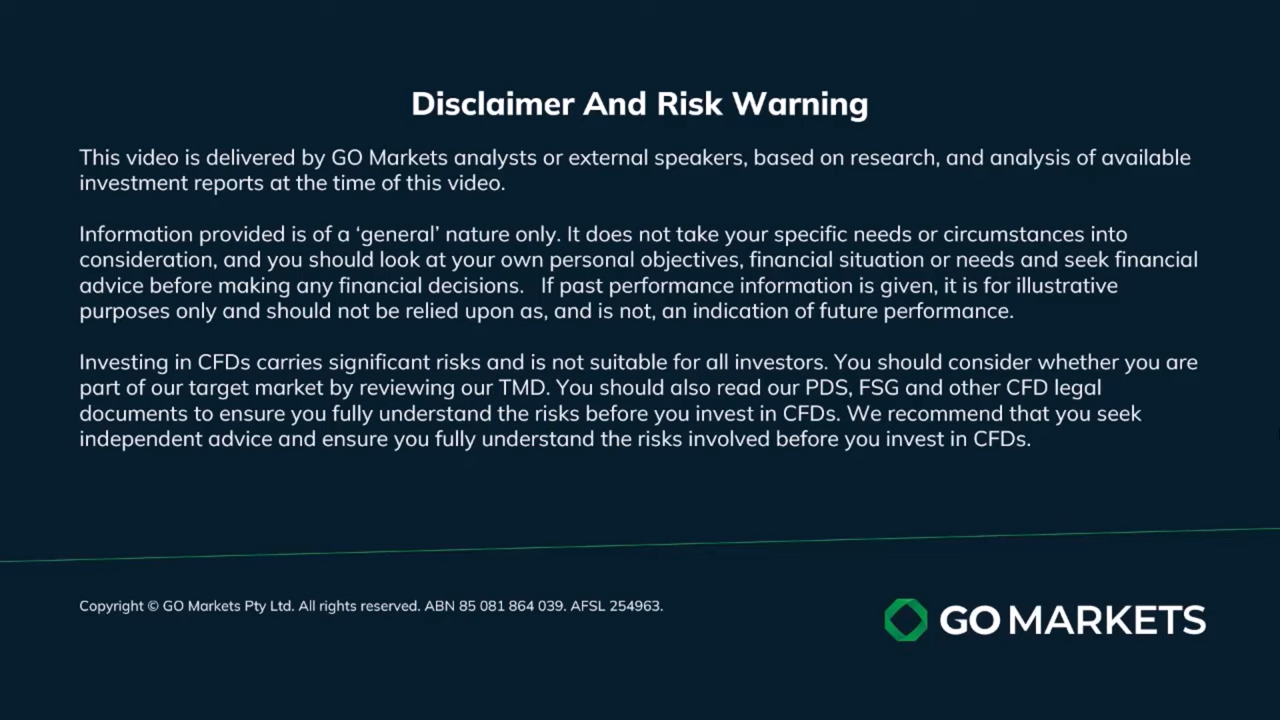 Disclaimer And Risk Warning
This video is delivered by GO Markets analysts or external speakers, based on research, and analysis of available
investment reports at the time of this video.
Information provided is of a ‘general’ nature only. It does not take your specific needs or circumstances into
consideration, and you should look at your own personal objectives, financial situation or needs and seek financial
advice before making any financial decisions.   If past performance information is given, it is for illustrative
purposes only and should not be relied upon as, and is not, an indication of future performance.
Investing in CFDs carries significant risks and is not suitable for all investors. You should consider whether you are
part of our target market by reviewing our TMD. You should also read our PDS, FSG and other CFD legal
documents to ensure you fully understand the risks before you invest in CFDs. We recommend that you seek
independent advice and ensure you fully understand the risks involved before you invest in CFDs.
Copyright © GO Markets Pty Ltd. All rights reserved. ABN 85 081 864 039. AFSL 254963.
GO MARKETS